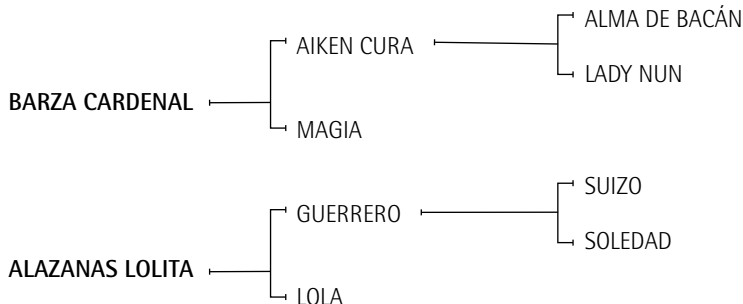 ALMA DE BACÁN
AIKEN CURA
LADY NUN
BARZA CARDENAL
MAGIA
SUIZO
GUERRERO
SOLEDAD
ALAZANAS LOLITA
LOLA